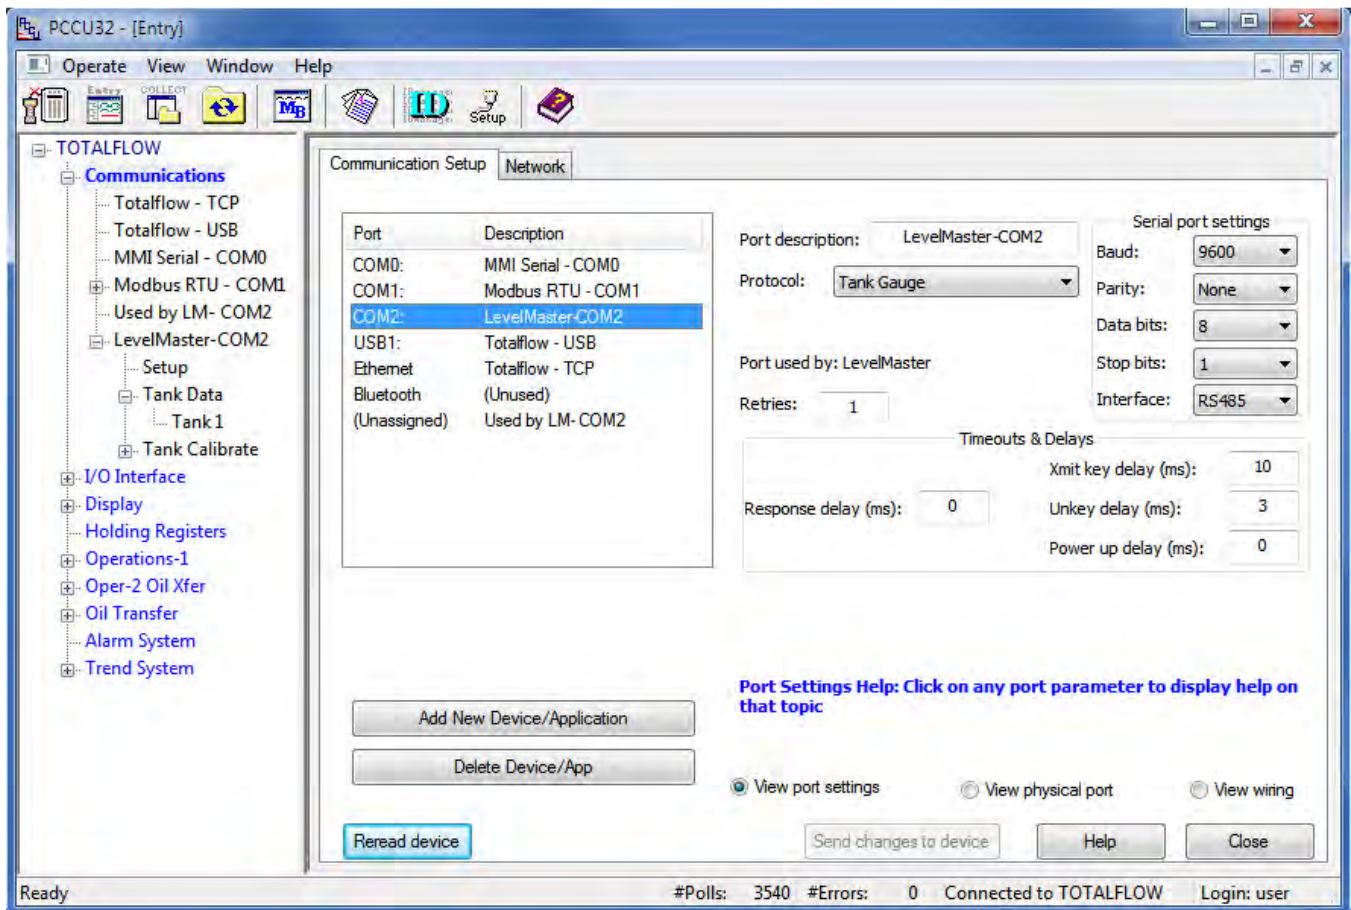 PCCU32 - [Entry]
Operate View Window Help
Entry
COLLECT
MB
ID
Setup
TOTALFLOW
Communications
Totalflow - TCP
Totalflow - USB
MMI Serial - COM0
Modbus RTU - COM1
Used by LM- COM2
LevelMaster-COM2
Setup
Tank Data
Tank 1
Tank Calibrate
I/O Interface
Display
Holding Registers
Operations-1
Oper-2 Oil Xfer
Oil Transfer
Alarm System
Trend System
Communication Setup Network
Port Description
COM0: MMI Serial - COM0
COM1: Modbus RTU - COM1
COM2: LevelMaster-COM2
USB1: Totalflow - USB
Ethernet Totalflow - TCP
Bluetooth (Unused)
(Unassigned) Used by LM- COM2
Add New Device/Application
Delete Device/App
Reread device
Port description: LevelMaster-COM2
Protocol: Tank Gauge
Port used by: LevelMaster
Retries: 1
Serial port settings
Baud: 9600
Parity: None
Data bits: 8
Stop bits: 1
Interface: RS485
Timeouts & Delays
Xmit key delay (ms): 10
Response delay (ms): 0 Unkey delay (ms): 3
Power up delay (ms): 0
Port Settings Help: Click on any port parameter to display help on
that topic
View port settings View physical port View wiring
Send changes to device Help Close
Ready #Polls: 3540 #Errors: 0 Connected to TOTALFLOW Login: user